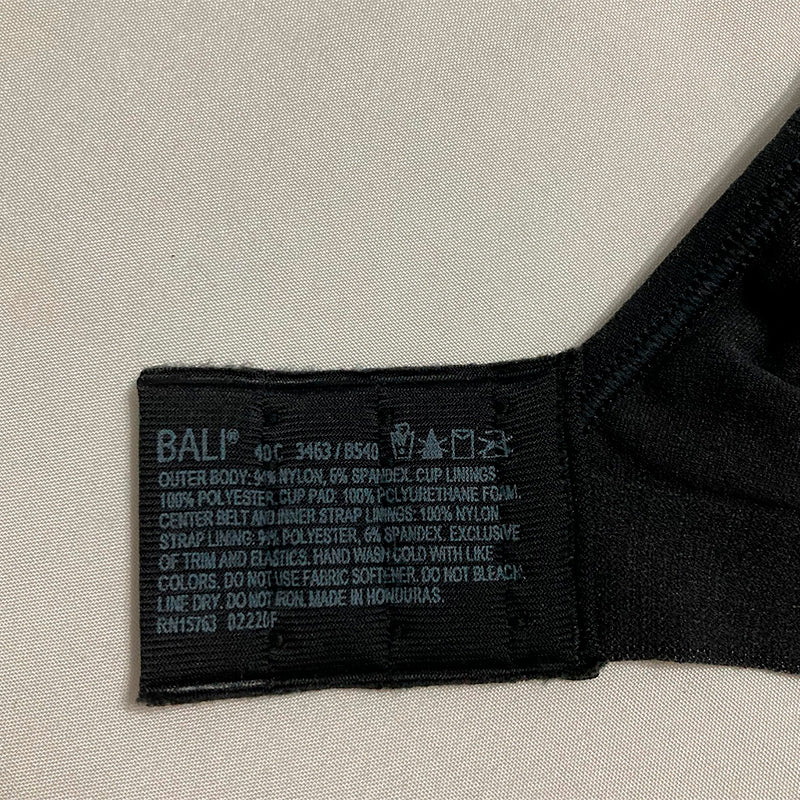 BALI® 40 C 3463 / B540
OUTER BODY: 94% NYLON, 6% SPANDEX. CUP LININGS
100% POLYESTER. CUP PAD: 100% POLYURETHANE FOAM.
CENTER BELT AND INNER STRAP LININGS: 100% NYLON
STRAP LINING: 94% POLYESTER, 6% SPANDEX. EXCLUSIVE
OF TRIM AND ELASTICS. HAND WASH COLD WITH LIKE
COLORS. DO NOT USE FABRIC SOFTENER. DO NOT BLEACH.
LINE DRY. DO NOT IRON. MADE IN HONDURAS.
RN15763 02220F